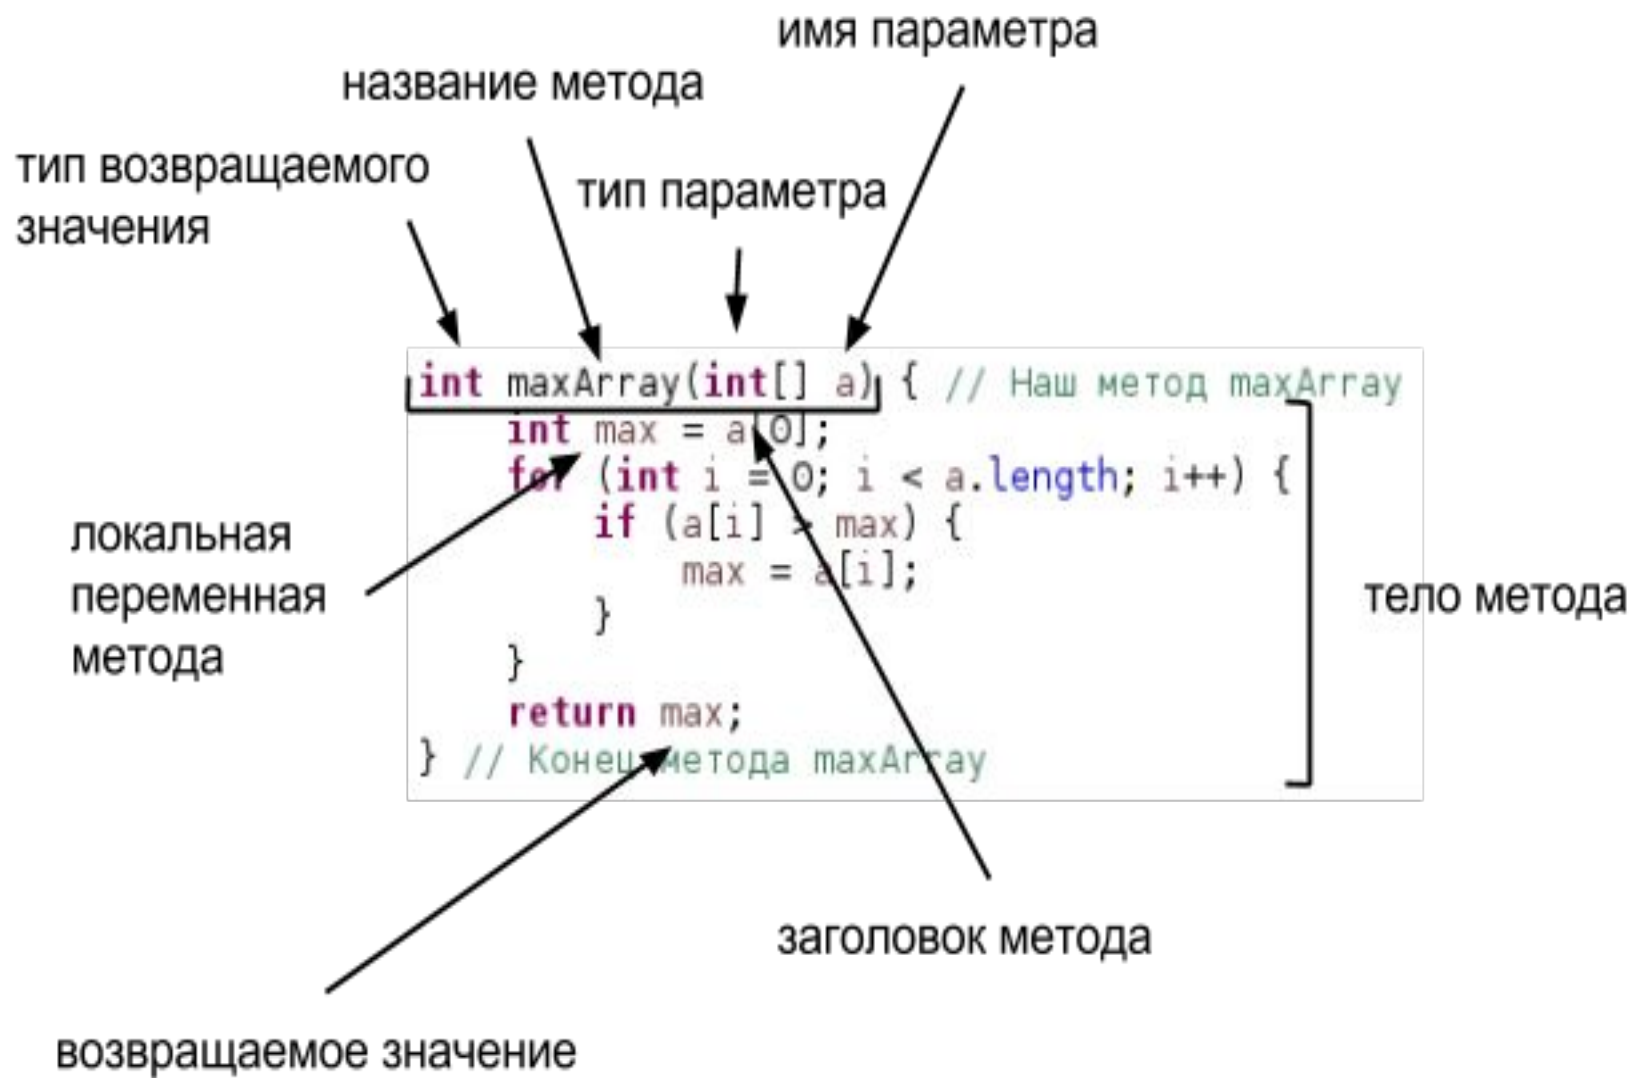 имя параметра
название метода
тип возвращаемого
значения
тип параметра
int maxArray(int[] a) { // Наш метод maxArray
int max = a[0];
for (int i = 0; i < a.length; i++) {
if (a[i] > max) {
max = a[i];
}
}
return max;
} // Конец метода maxArray
локальная
переменная
метода
тело метода
заголовок метода
возвращаемое значение